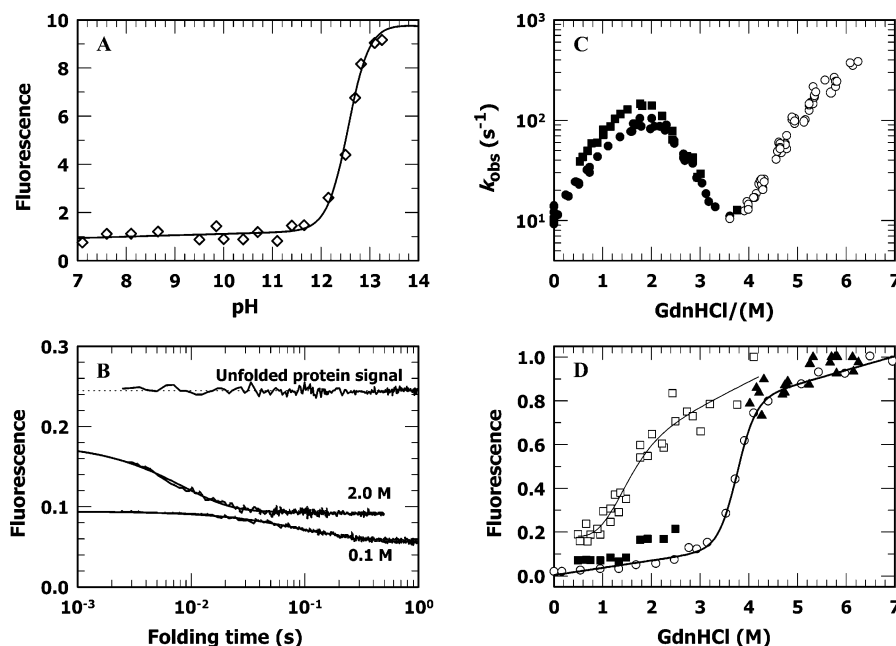 A
10
8
6
4
2
0
Fluorescence
7 8 9 10 11 12 13 14
pH
C
10³
10²
10¹
k_obs (s⁻¹)
0 1 2 3 4 5 6 7
GdnHCl/(M)
B
0.3
0.2
0.1
0.0
Fluorescence
Unfolded protein signal
2.0 M
0.1 M
10⁻³ 10⁻² 10⁻¹ 10⁰
Folding time (s)
D
1.0
0.8
0.6
0.4
0.2
0.0
Fluorescence
0 1 2 3 4 5 6 7
GdnHCl (M)